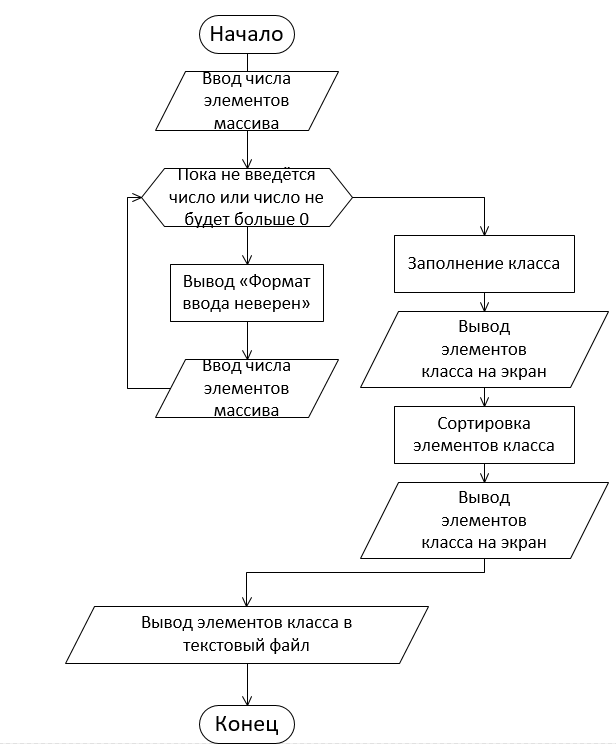 Начало
Ввод числа
элементов
массива
Пока не введётся
число или число не
будет больше 0
Вывод «Формат
ввода неверен»
Ввод числа
элементов
массива
Заполнение класса
Вывод
элементов
класса на экран
Сортировка
элементов класса
Вывод
элементов
класса на экран
Вывод элементов класса в
текстовый файл
Конец